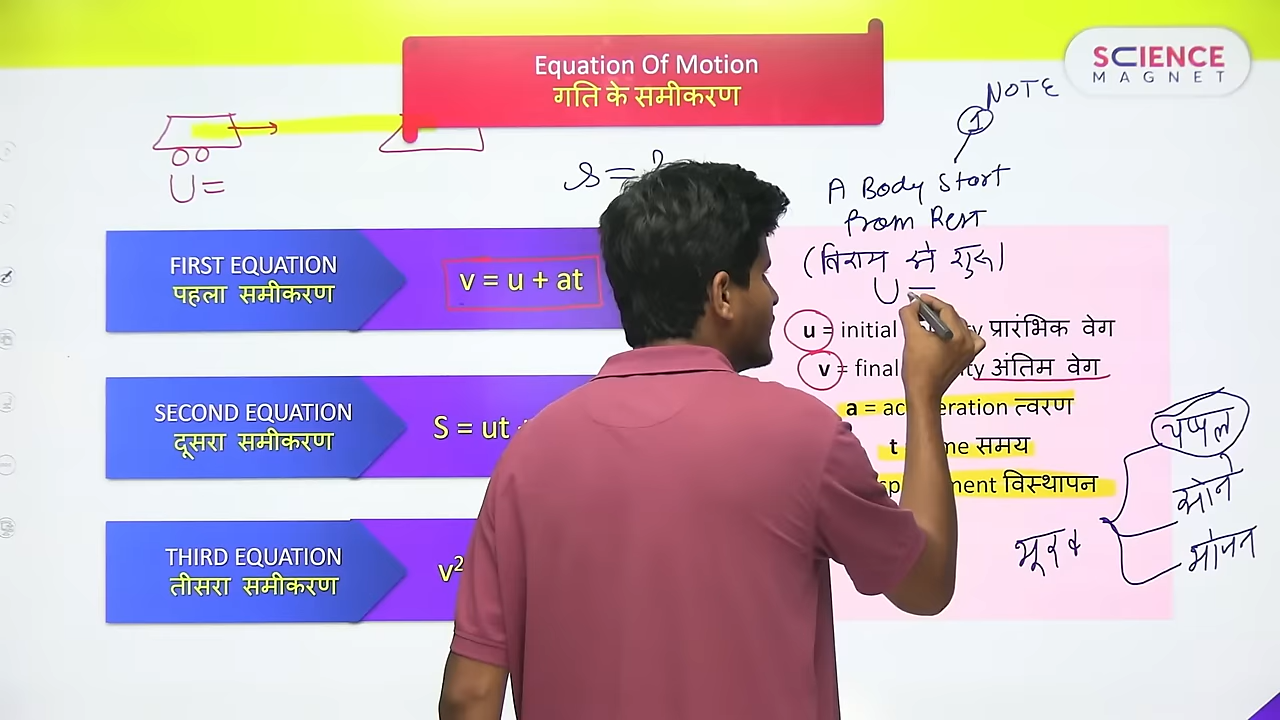 Equation Of Motion
गति के समीकरण
SCIENCE
MAGNET
NOTE
1
U =
s =
A Body Start
From Rest
(विराम से शुरू)
U =
FIRST EQUATION
पहला समीकरण
v = u + at
SECOND EQUATION
दूसरा समीकरण
S = ut
THIRD EQUATION
तीसरा समीकरण
v²
u = initial प्रारंभिक वेग
v = final अंतिम वेग
a = त्वरण
t समय
विस्थापन
चप्पल